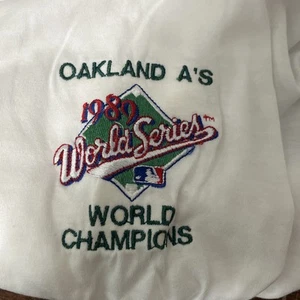 OAKLAND A'S
1989
World Series
WORLD
CHAMPIONS